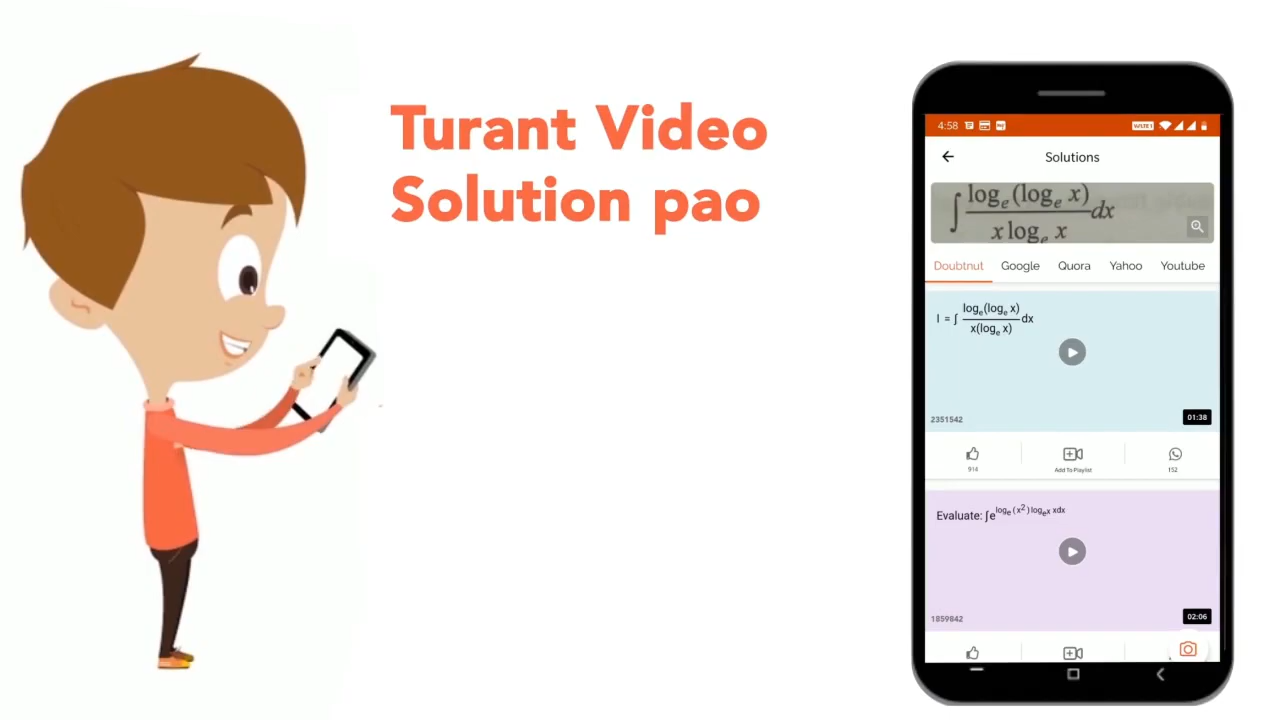 Turant Video
Solution pao
4:58
Solutions
∫ logₑ(logₑ x) / x logₑ x dx
Doubtnut Google Quora Yahoo Youtube
I = ∫ logₑ(logₑ x) / x(logₑ x) dx
2351542 01:38
914 Add To Playlist 152
Evaluate: ∫e^logₑ(x²)logₑx xdx
1859842 02:06